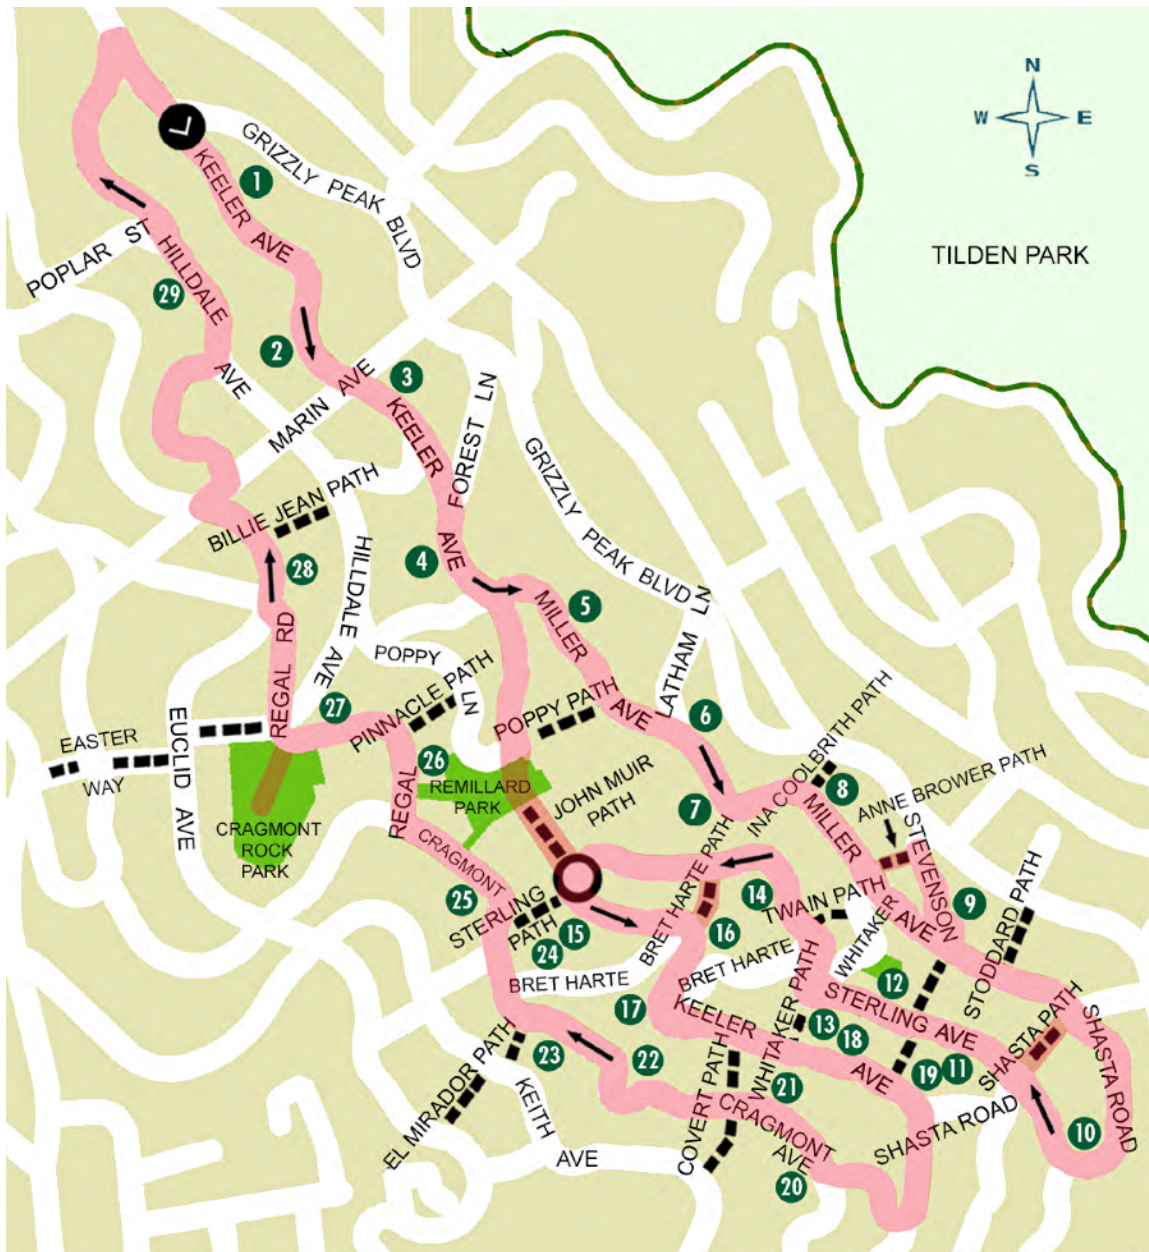 N
W E
S
TILDEN PARK
GRIZZLY PEAK BLVD
KEELER AVE
1
POPLAR ST
HILLDALE
29
AVE
2
MARIN AVE
3
KEELER
AVE
FOREST LN
GRIZZLY
PEAK BLVD
BILLIE JEAN PATH
4
28
HILLDALE AVE
MILLER
AVE
5
LATHAM LN
REGAL RD
POPPY
LN
PINNACLE PATH
POPPY PATH
6
27
EUCLID AVE
EASTER
WAY
26
REMILLARD
PARK
JOHN MUIR
PATH
7
INA COOLBRITH PATH
8
ANNE BROWER PATH
CRAGMONT
ROCK
PARK
REGAL
CRAGMONT
25
STERLING
PATH
24
15
BRET HARTE PATH
14
16
TWAIN PATH
MILLER
AVE
STEVENSON
9
STODDARD PATH
WHITAKER
12
BRET HARTE
BRET HARTE
17
KEELER
AVE
WHITAKER PATH
13
18
STERLING AVE
19
11
SHASTA PATH
SHASTA ROAD
10
EL MIRADOR PATH
23
22
KEITH
AVE
COVERT PATH
21
CRAGMONT
AVE
20
SHASTA ROAD